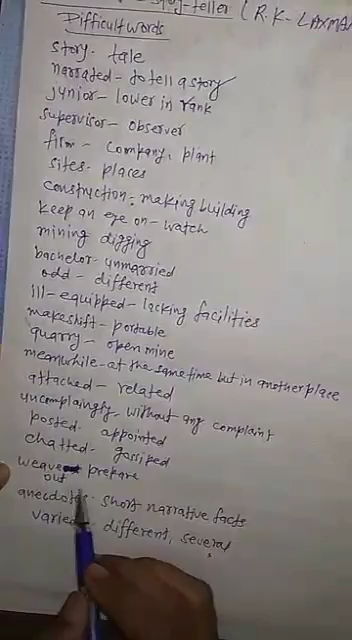 story-teller (R.K- LAXMAN
Difficult words
story- tale
narrated - to tell a story
junior - lower in rank
supervisor - observer
firm - company, plant
sites - places
construction - making building
keep an eye on - watch
mining digging
bachelor - unmarried
odd - different
ill-equipped - lacking facilities
makeshift - portable
quarry - open mine
meanwhile - at the same time but in another place
attached - related
uncomplaingly - without any complaint
posted - appointed
chatted - gossiped
weave prepare
out
short narrative facts
different, several